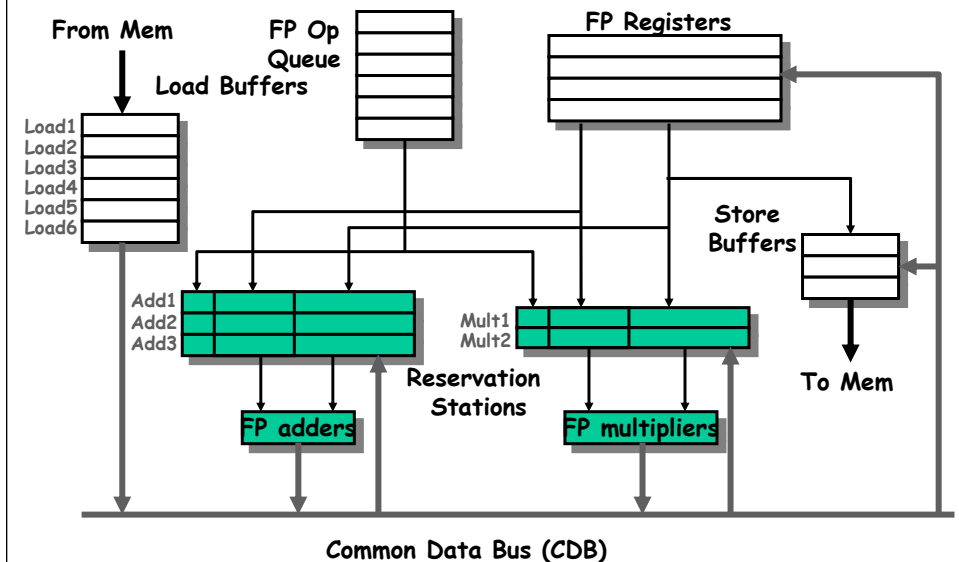 From Mem
FP Op
Queue
FP Registers
Load Buffers
Load1
Load2
Load3
Load4
Load5
Load6
Store
Buffers
Add1
Add2
Add3
Mult1
Mult2
Reservation
Stations
To Mem
FP adders
FP multipliers
Common Data Bus (CDB)